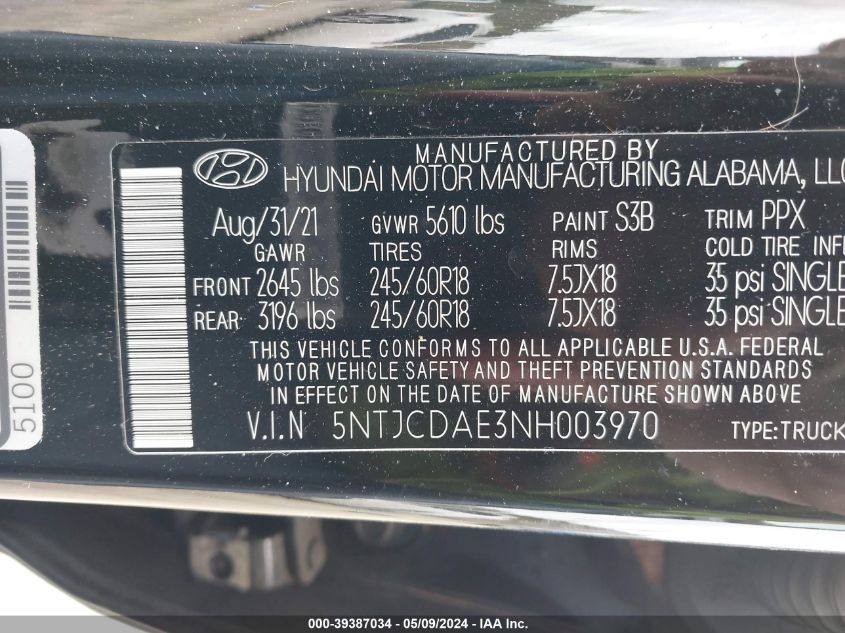 MANUFACTURED BY
HYUNDAI MOTOR MANUFACTURING ALABAMA, LLC
Aug/31/21 GVWR 5610 lbs PAINT S3B TRIM PPX
GAWR TIRES RIMS COLD TIRE INFL
FRONT 2645 lbs 245/60R18 7.5JX18 35 psi SINGLE
REAR 3196 lbs 245/60R18 7.5JX18 35 psi SINGLE
THIS VEHICLE CONFORMS TO ALL APPLICABLE U.S.A. FEDERAL
MOTOR VEHICLE SAFETY AND THEFT PREVENTION STANDARDS
IN EFFECT ON THE DATE OF MANUFACTURE SHOWN ABOVE
V.I.N 5NTJCDAE3NH003970 TYPE:TRUCK
5100
000-39387034 - 05/09/2024 - IAA Inc.